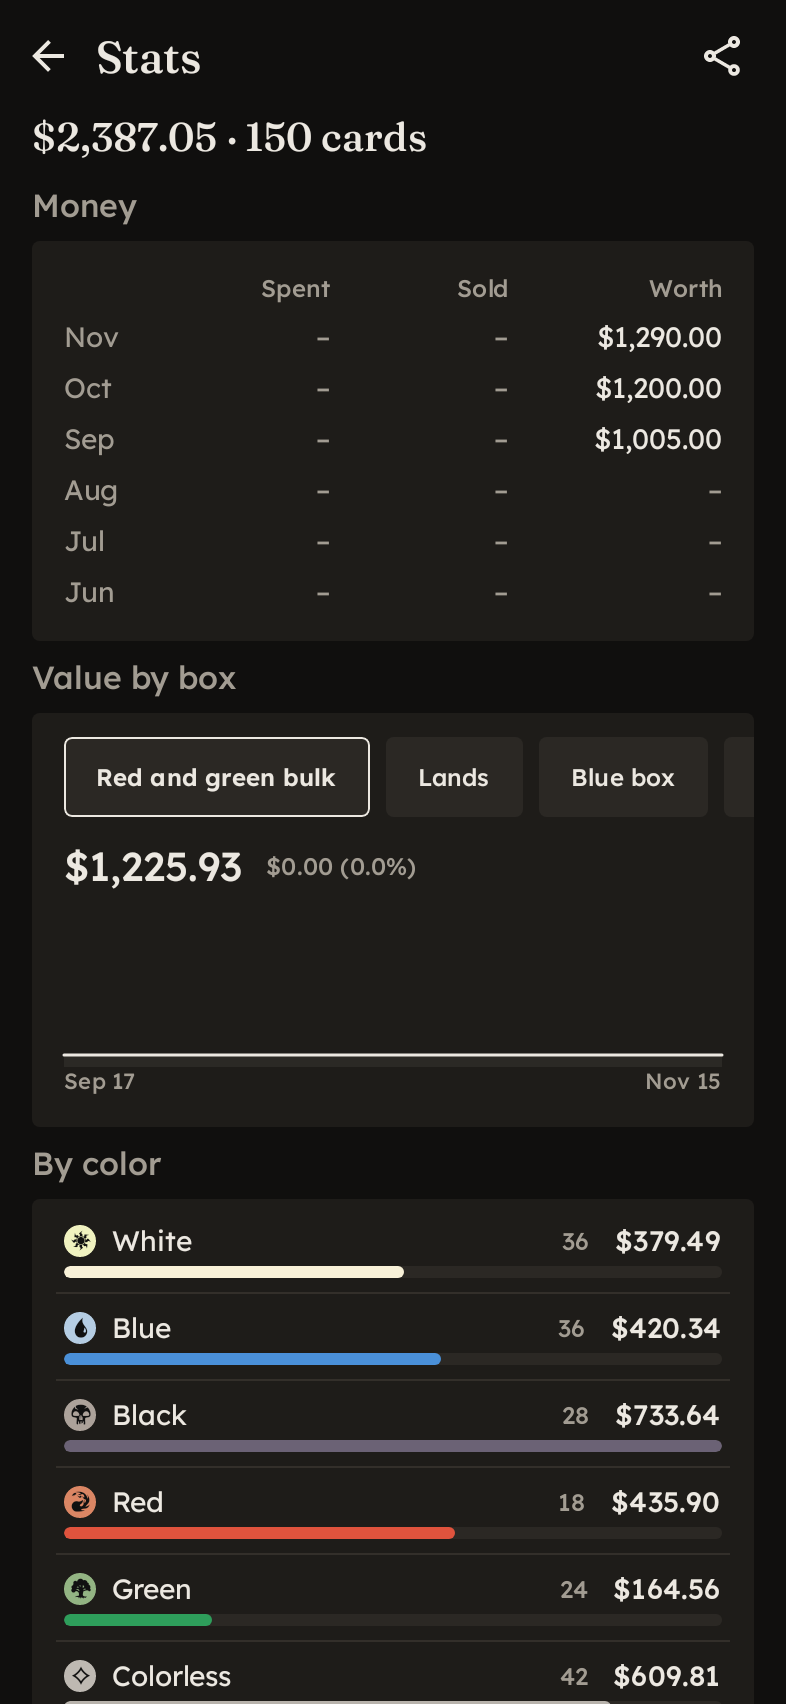 Stats
$2,387.05 · 150 cards
Money
Spent Sold Worth
Nov – – $1,290.00
Oct – – $1,200.00
Sep – – $1,005.00
Aug – – –
Jul – – –
Jun – – –
Value by box
Red and green bulk Lands Blue box
$1,225.93 $0.00 (0.0%)
Sep 17 Nov 15
By color
White 36 $379.49
Blue 36 $420.34
Black 28 $733.64
Red 18 $435.90
Green 24 $164.56
Colorless 42 $609.81